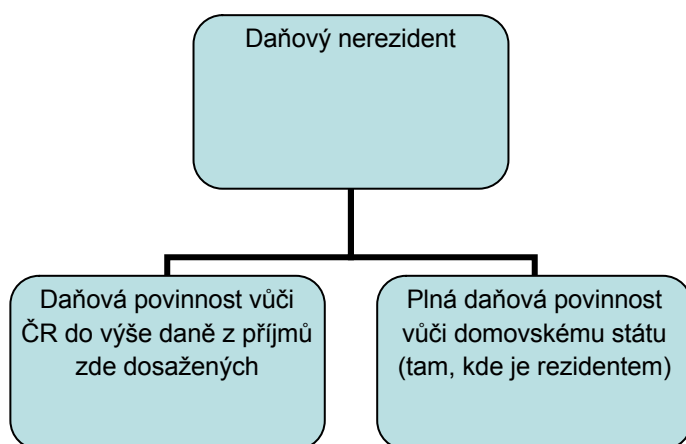 Daňový nerezident
Daňová povinnost vůči
ČR do výše daně z příjmů
zde dosažených
Plná daňová povinnost
vůči domovskému státu
(tam, kde je rezidentem)